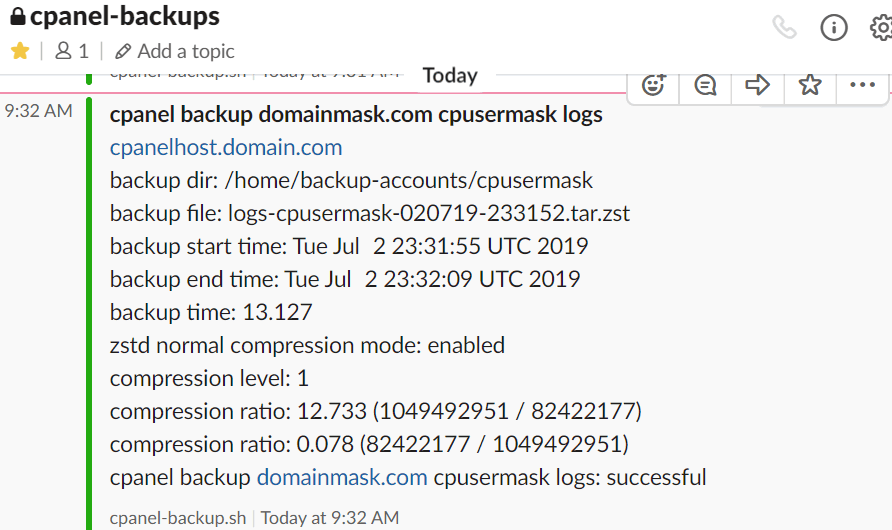 cpanel-backups
1 | Add a topic
cpanel-backup.sh | Today at 9:31 AM
Today
9:32 AM
cpanel backup domainmask.com cpusermask logs
cpanelhost.domain.com
backup dir: /home/backup-accounts/cpusermask
backup file: logs-cpusermask-020719-233152.tar.zst
backup start time: Tue Jul  2 23:31:55 UTC 2019
backup end time: Tue Jul  2 23:32:09 UTC 2019
backup time: 13.127
zstd normal compression mode: enabled
compression level: 1
compression ratio: 12.733 (1049492951 / 82422177)
compression ratio: 0.078 (82422177 / 1049492951)
cpanel backup domainmask.com cpusermask logs: successful
cpanel-backup.sh | Today at 9:32 AM